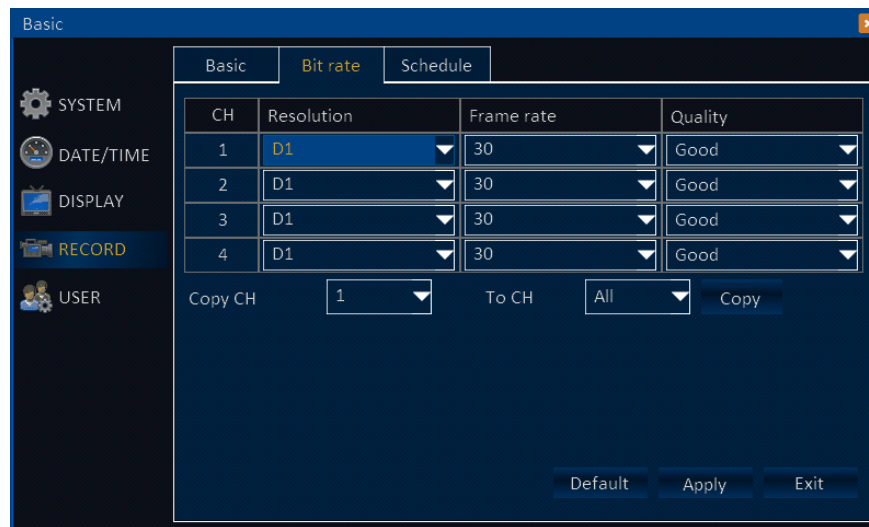 Basic
Basic Bit rate Schedule
SYSTEM
DATE/TIME
DISPLAY
RECORD
USER
CH Resolution Frame rate Quality
1 D1 30 Good
2 D1 30 Good
3 D1 30 Good
4 D1 30 Good
Copy CH 1 To CH All Copy
Default Apply Exit